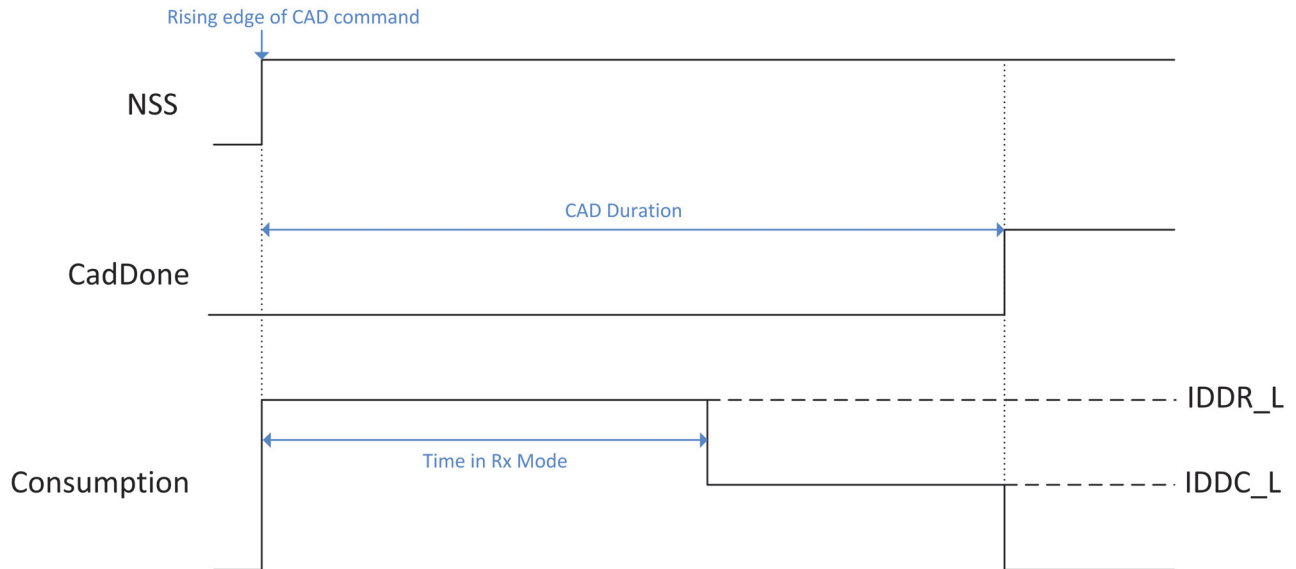 Rising edge of CAD command
NSS
CAD Duration
CadDone
IDDR_L
Time in Rx Mode
Consumption
IDDC_L